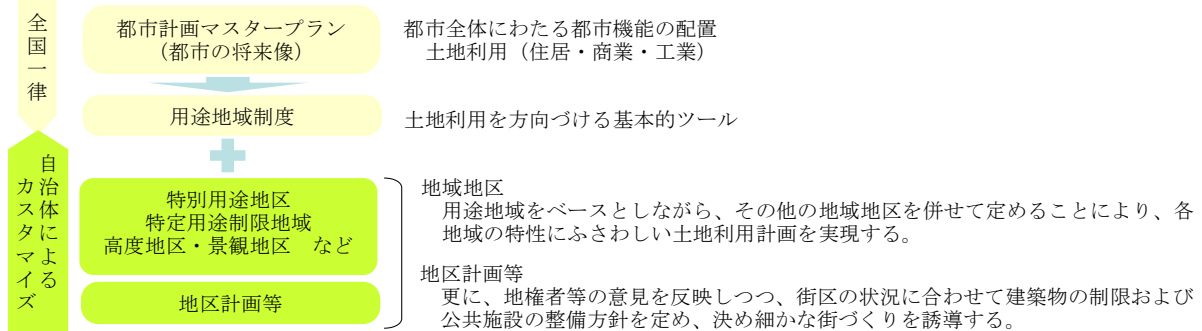 全国一律
都市計画マスタープラン
（都市の将来像）
都市全体にわたる都市機能の配置
土地利用（住居・商業・工業）
用途地域制度
土地利用を方向づける基本的ツール
自治体による
カスタマイズ
特別用途地区
特定用途制限地域
高度地区・景観地区　など
地域地区
用途地域をベースとしながら、その他の地域地区を併せて定めることにより、各
地域の特性にふさわしい土地利用計画を実現する。
地区計画等
地区計画等
更に、地権者等の意見を反映しつつ、街区の状況に合わせて建築物の制限および
公共施設の整備方針を定め、決め細かな街づくりを誘導する。